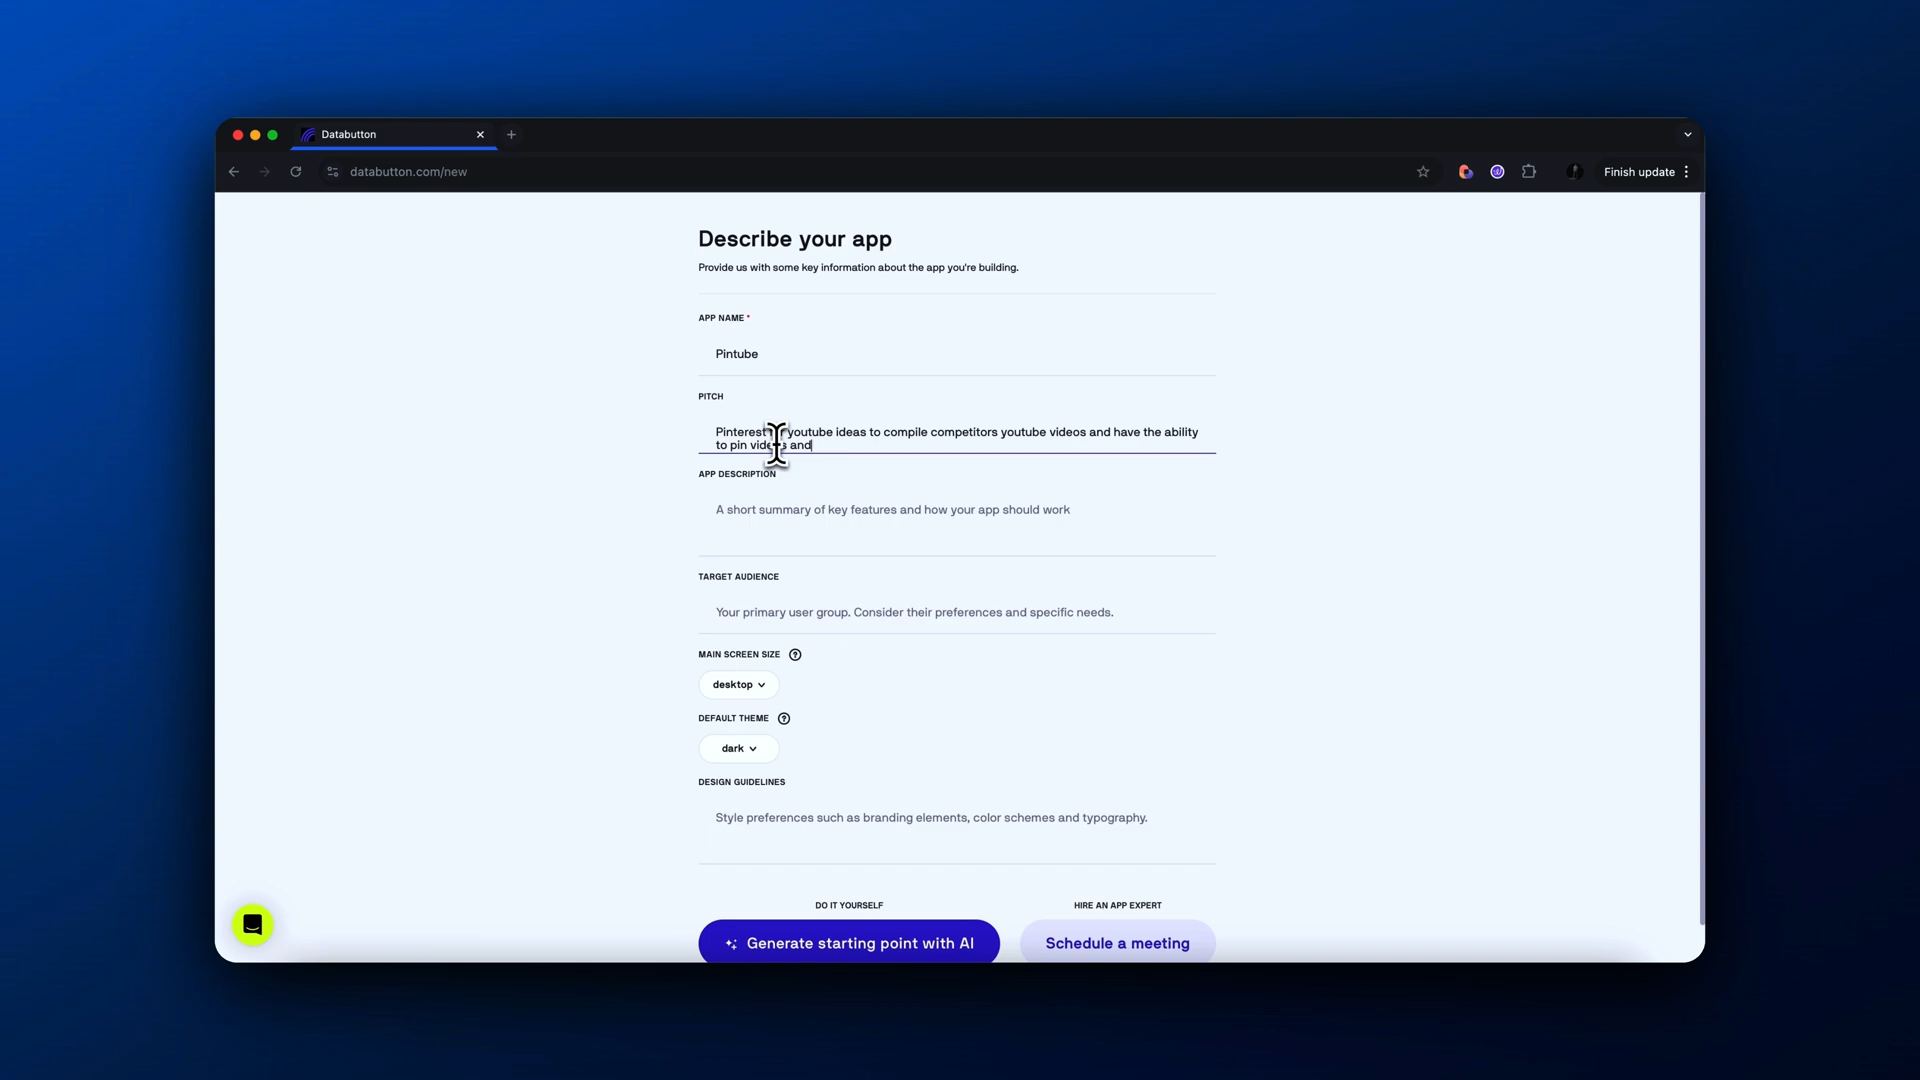 Databutton
databutton.com/new
Finish update
Describe your app
Provide us with some key information about the app you're building.
APP NAME *
Pintube
PITCH
Pinterest youtube ideas to compile competitors youtube videos and have the ability
to pin videos and
APP DESCRIPTION
A short summary of key features and how your app should work
TARGET AUDIENCE
Your primary user group. Consider their preferences and specific needs.
MAIN SCREEN SIZE ?
desktop
DEFAULT THEME ?
dark
DESIGN GUIDELINES
Style preferences such as branding elements, color schemes and typography.
DO IT YOURSELF
HIRE AN APP EXPERT
Generate starting point with AI
Schedule a meeting